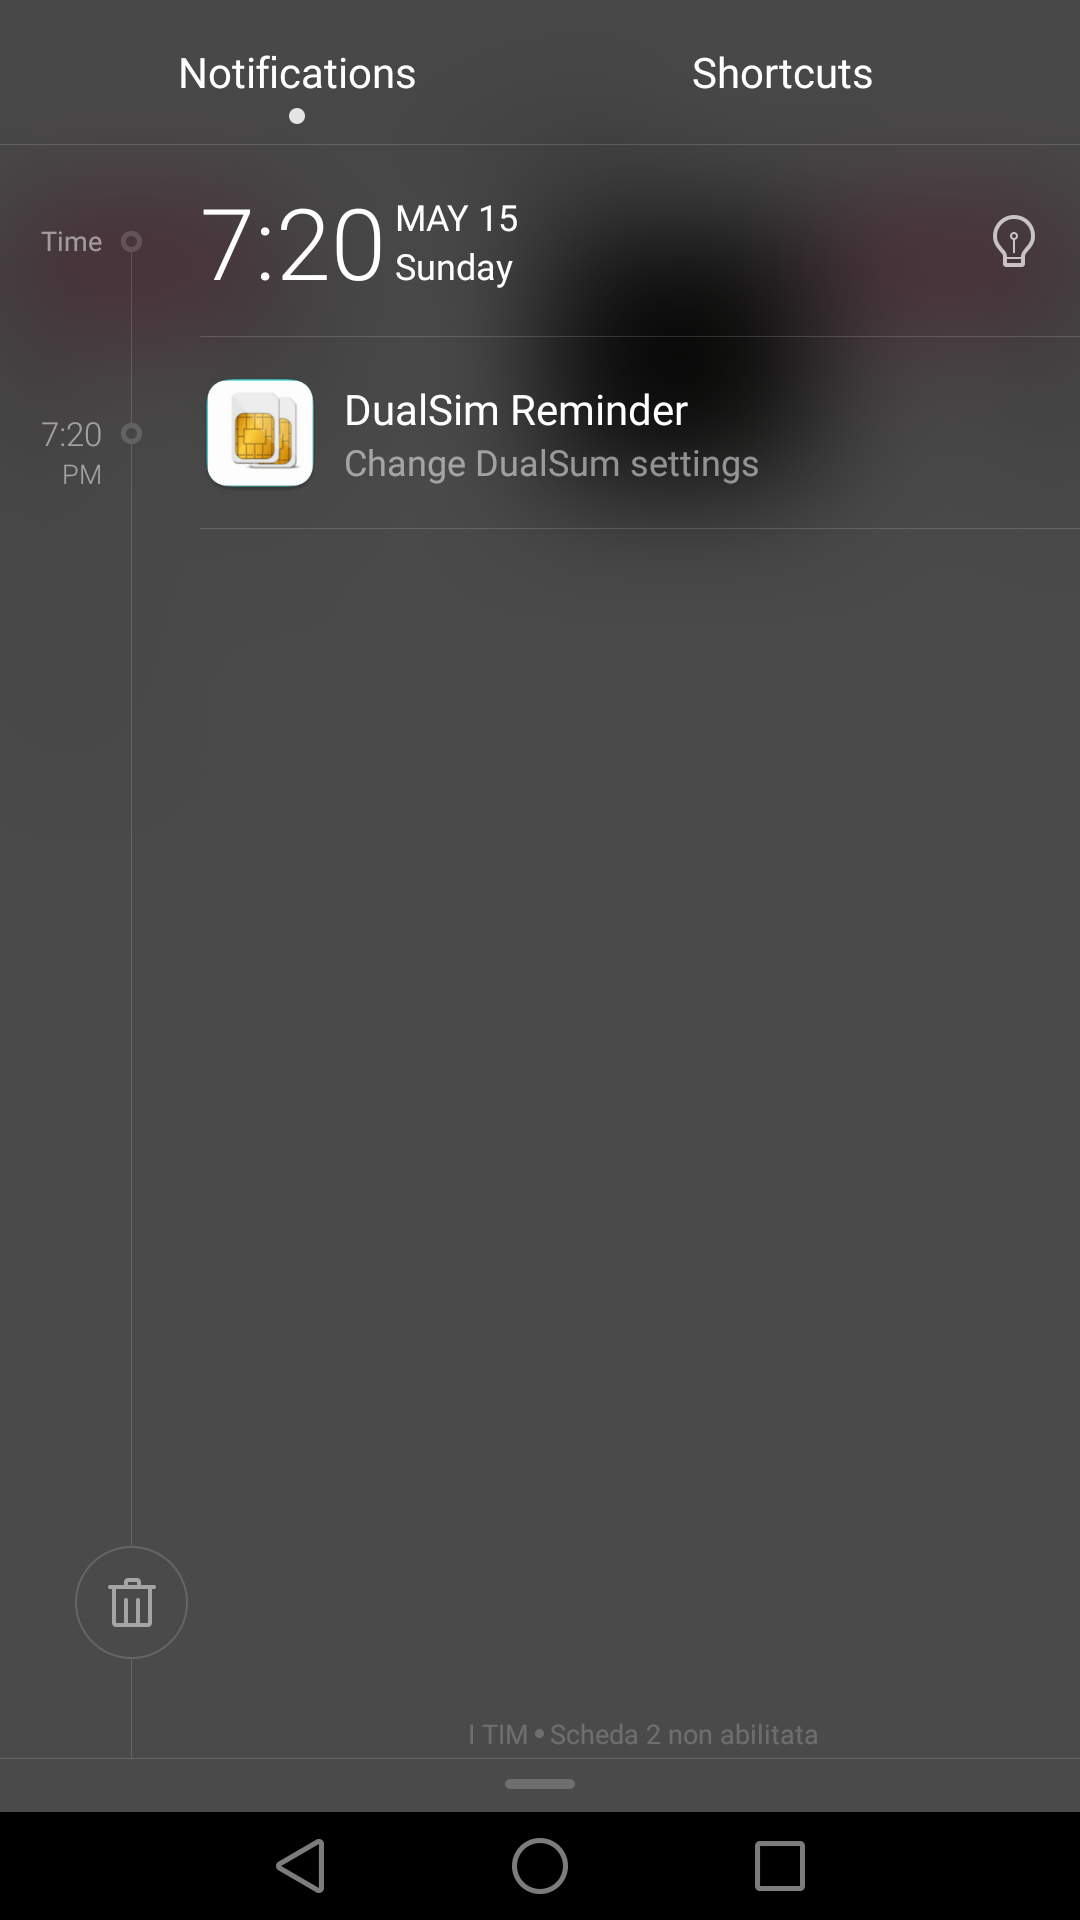 Notifications
Shortcuts
Time
7:20
MAY 15
Sunday
7:20
PM
DualSim Reminder
Change DualSum settings
I TIM • Scheda 2 non abilitata